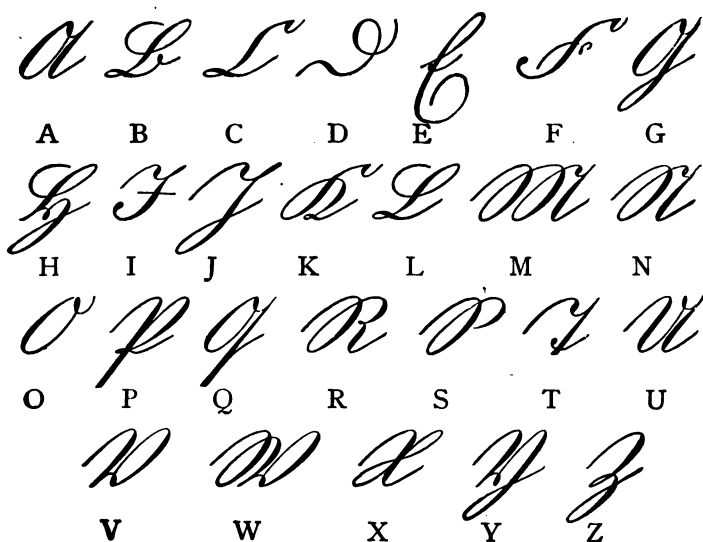 A B C D E F G
A B C D E F G
H I J K L M N
H I J K L M N
O P Q R S T U
O P Q R S T U
V W X Y Z
V W X Y Z